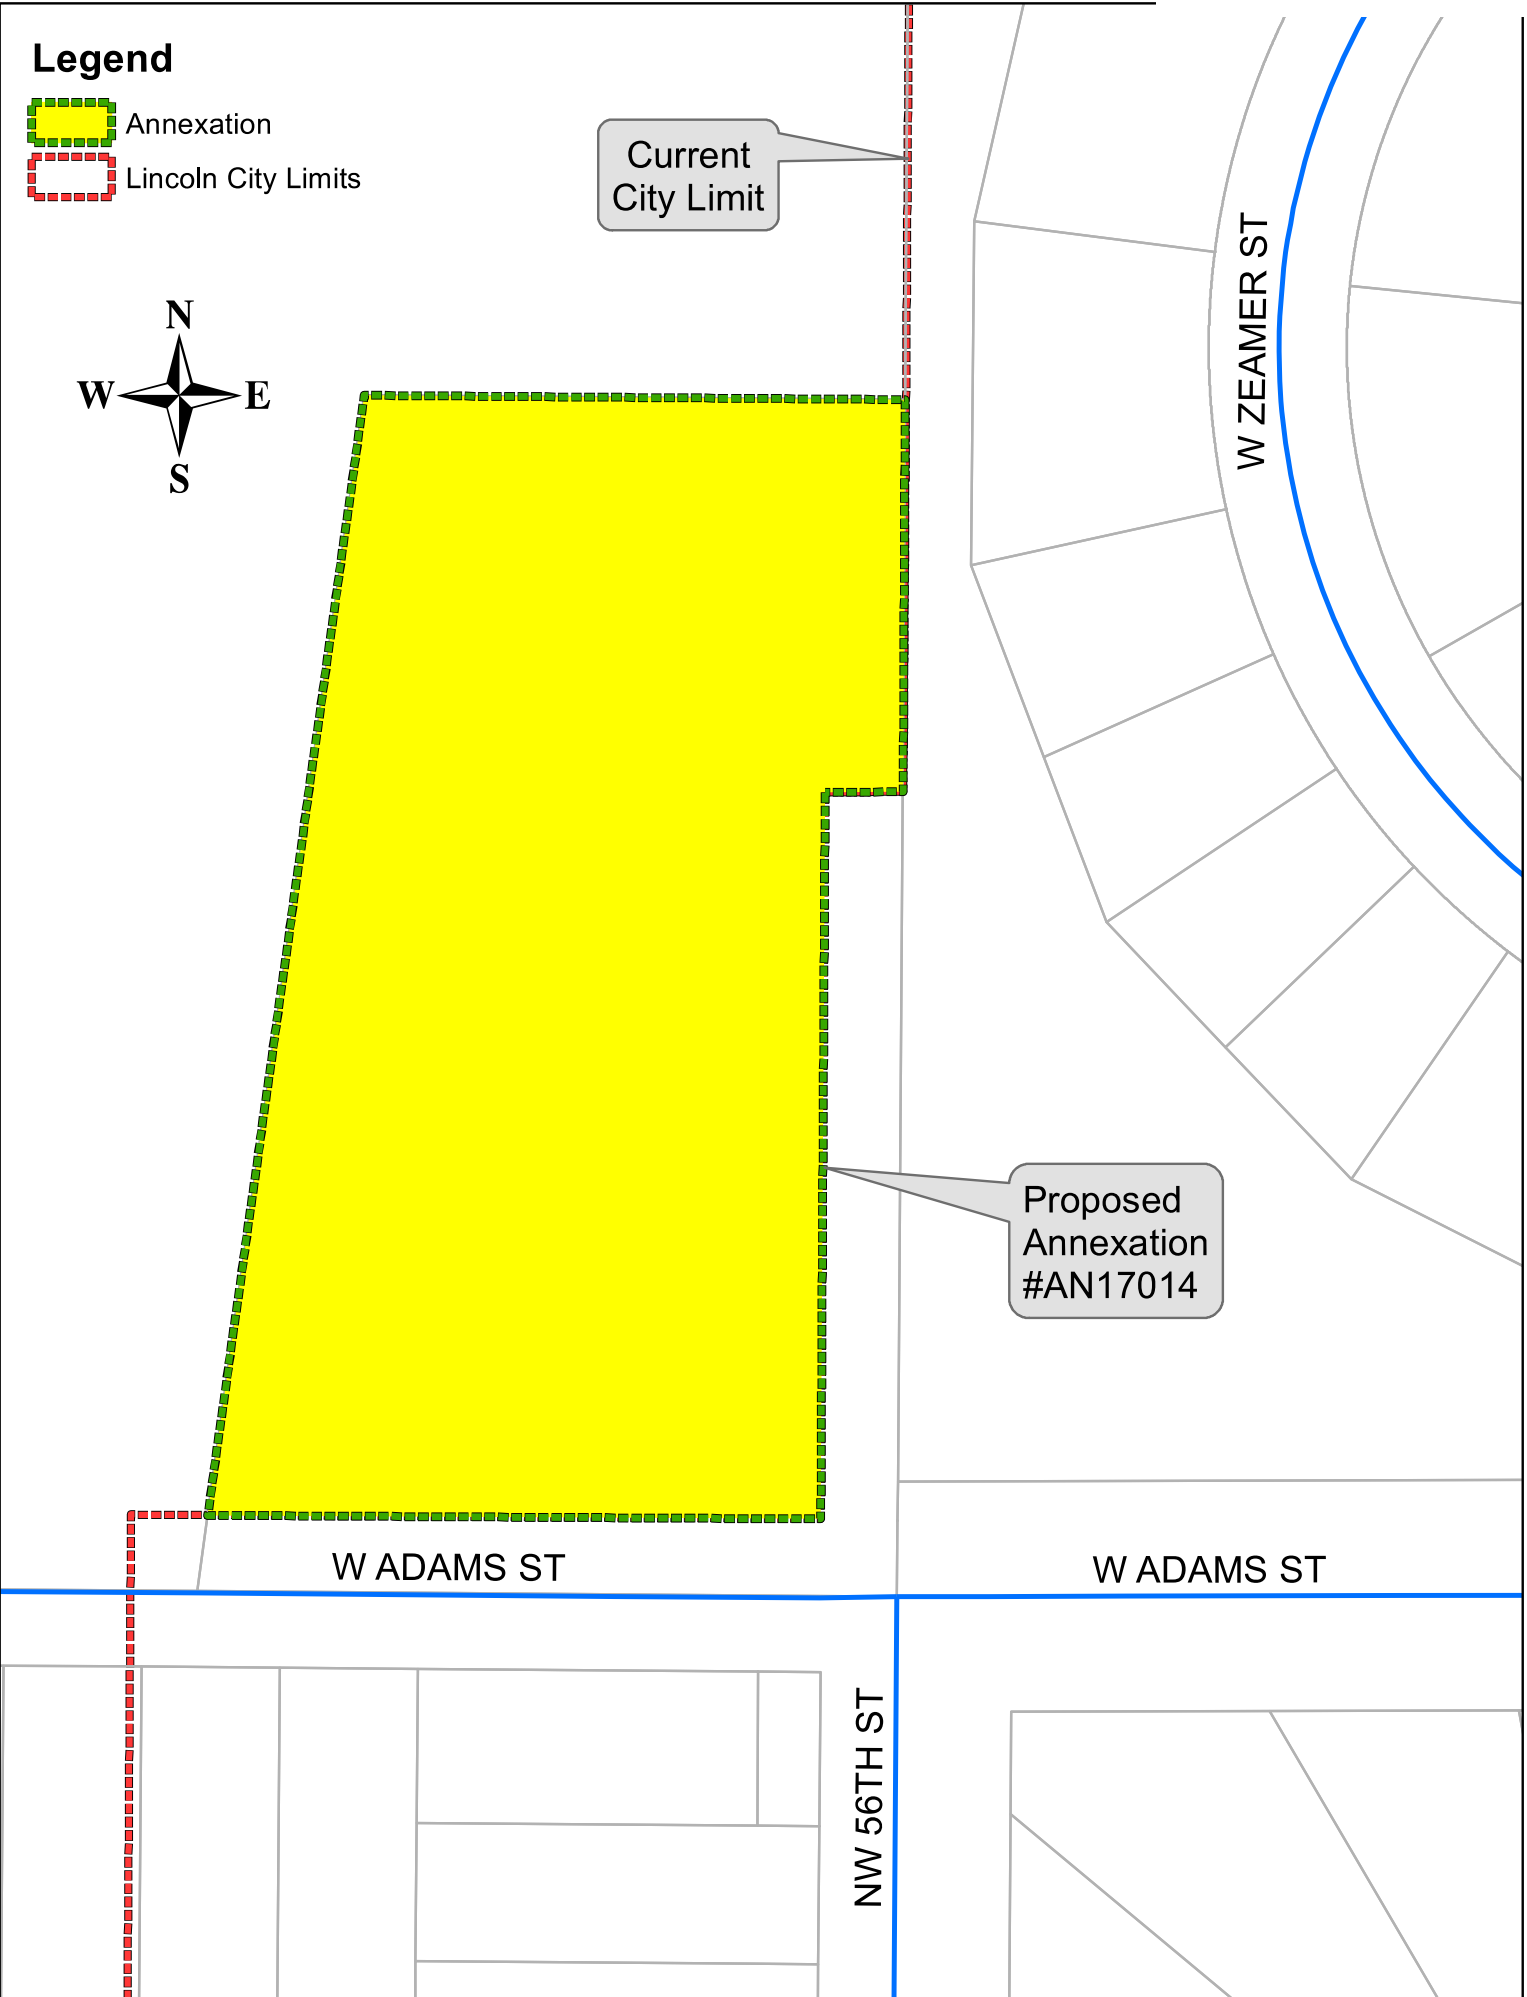 Legend
Annexation
Lincoln City Limits
Current
City Limit
N
W
E
S
W ZEAMER ST
Proposed
Annexation
#AN17014
W ADAMS ST
W ADAMS ST
NW 56TH ST